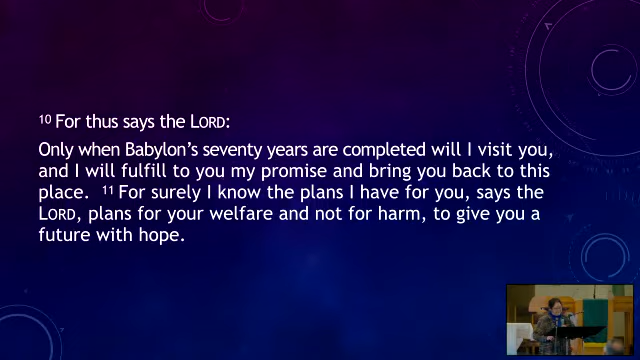 10 For thus says the LORD:
Only when Babylon's seventy years are completed will I visit you,
and I will fulfill to you my promise and bring you back to this
place. 11 For surely I know the plans I have for you, says the
LORD, plans for your welfare and not for harm, to give you a
future with hope.